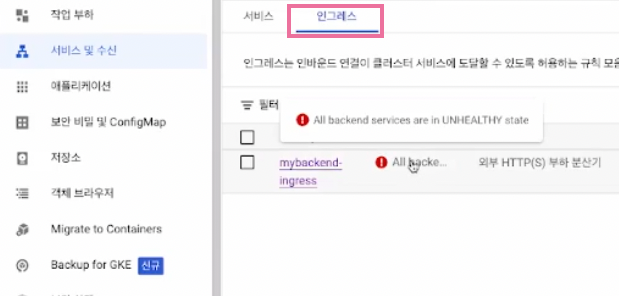 작업 부하
서비스 및 수신
애플리케이션
보안 비밀 및 ConfigMap
저장소
객체 브라우저
Migrate to Containers
Backup for GKE 신규
서비스 인그레스
인그레스는 인바운드 연결이 클러스터 서비스에 도달할 수 있도록 허용하는 규칙 모음
필터
All backend services are in UNHEALTHY state
mybackend-
ingress
All backe...
외부 HTTP(S) 부하 분산기